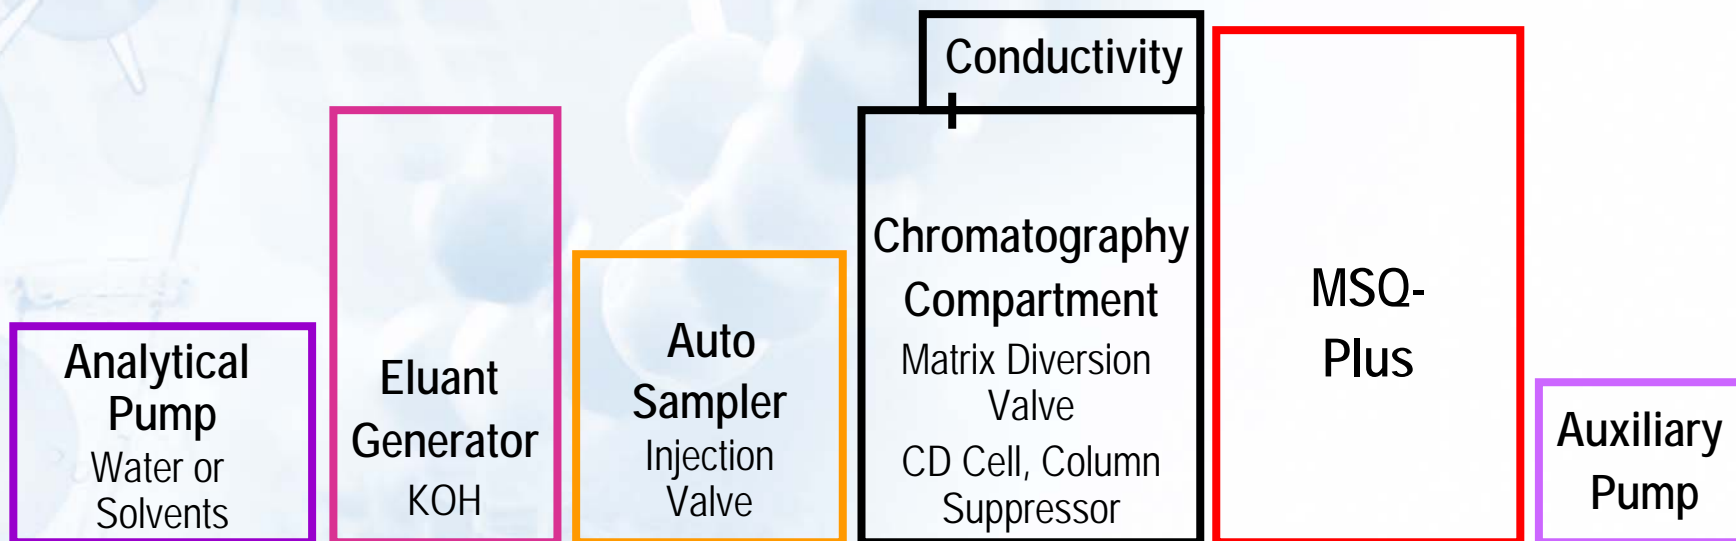 Analytical
Pump
Water or
Solvents
Eluant
Generator
KOH
Auto
Sampler
Injection
Valve
Conductivity
Chromatography
Compartment
Matrix Diversion
Valve
CD Cell, Column
Suppressor
MSQ-
Plus
Auxiliary
Pump